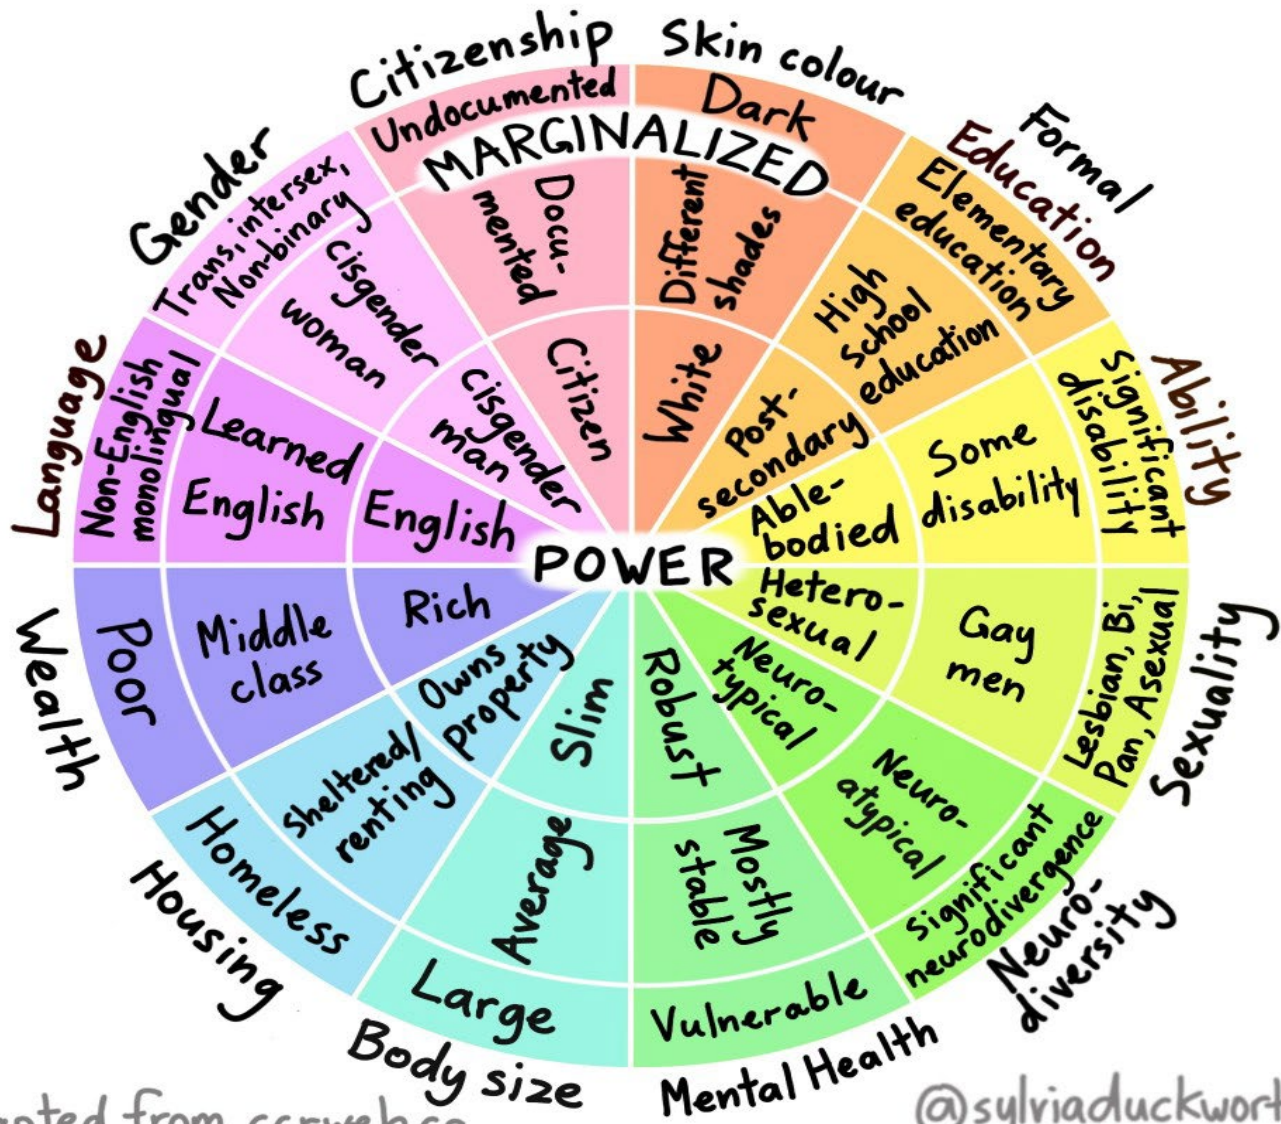 Citizenship
Undocumented
Docu-
mented
Citizen
Skin colour
Dark
Different
shades
White
Formal
Education
Elementary
education
High
school
education
Post-
secondary
Ability
Significant
disability
Some
disability
Able-
bodied
Sexuality
Lesbian, Bi,
Pan, Asexual
Gay
men
Hetero-
sexual
Neuro-
diversity
Significant
neurodivergence
Neuro-
atypical
Neuro-
typical
Mental Health
Vulnerable
Mostly
stable
Robust
Body size
Large
Average
Slim
Housing
Homeless
Sheltered/
renting
Owns
property
Wealth
Poor
Middle
class
Rich
Language
Non-English
monolingual
Learned
English
English
Gender
Trans, intersex,
Non-binary
cisgender
woman
cisgender
man
MARGINALIZED
POWER
from
@sylviaduckwort